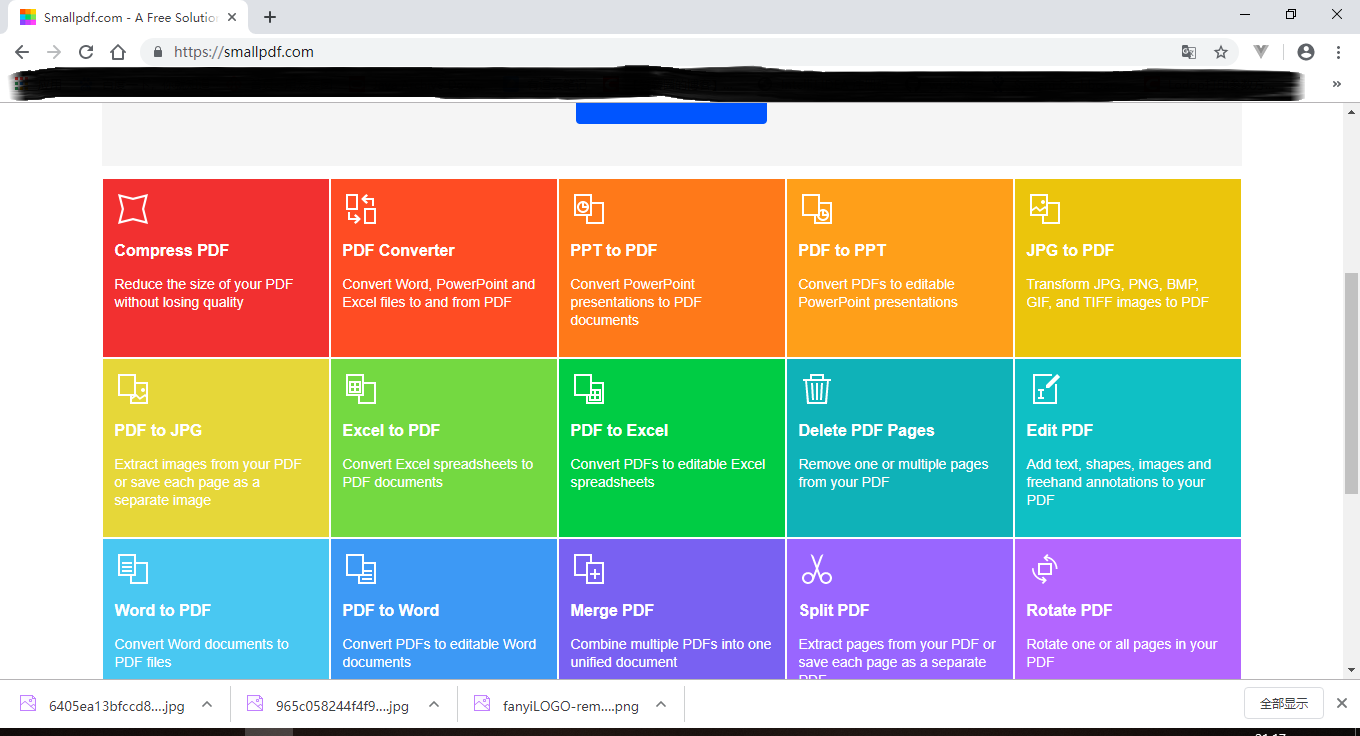 Smallpdf.com - A Free Solution
https://smallpdf.com
Compress PDF
Reduce the size of your PDF
without losing quality
PDF Converter
Convert Word, PowerPoint and
Excel files to and from PDF
PPT to PDF
Convert PowerPoint
presentations to PDF
documents
PDF to PPT
Convert PDFs to editable
PowerPoint presentations
JPG to PDF
Transform JPG, PNG, BMP,
GIF, and TIFF images to PDF
PDF to JPG
Extract images from your PDF
or save each page as a
separate image
Excel to PDF
Convert Excel spreadsheets to
PDF documents
PDF to Excel
Convert PDFs to editable Excel
spreadsheets
Delete PDF Pages
Remove one or multiple pages
from your PDF
Edit PDF
Add text, shapes, images and
freehand annotations to your
PDF
Word to PDF
Convert Word documents to
PDF files
PDF to Word
Convert PDFs to editable Word
documents
Merge PDF
Combine multiple PDFs into one
unified document
Split PDF
Extract pages from your PDF or
save each page as a separate
PDF
Rotate PDF
Rotate one or all pages in your
PDF
6405ea13bfccd8....jpg
965c058244f4f9....jpg
fanyiLOGO-rem....png
全部显示